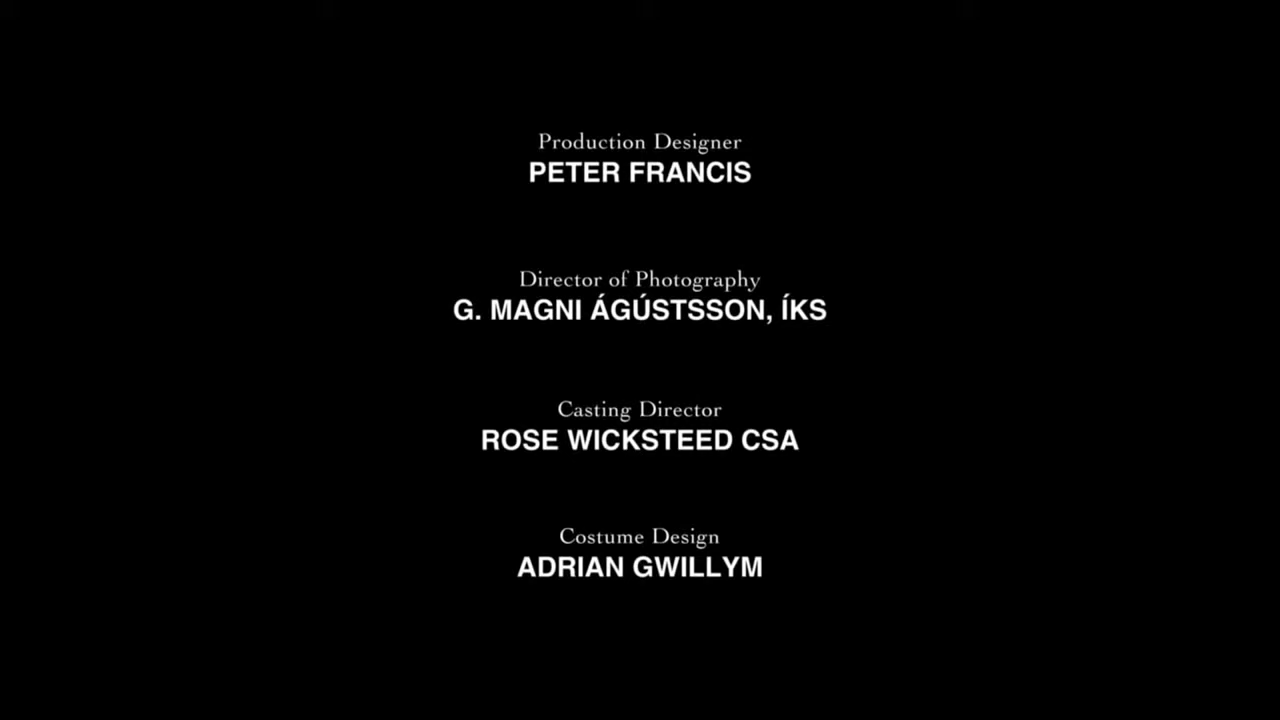 Production Designer
PETER FRANCIS
Director of Photography
G. MAGNI ÁGÚSTSSON, ÍKS
Casting Director
ROSE WICKSTEED CSA
Costume Design
ADRIAN GWILLYM